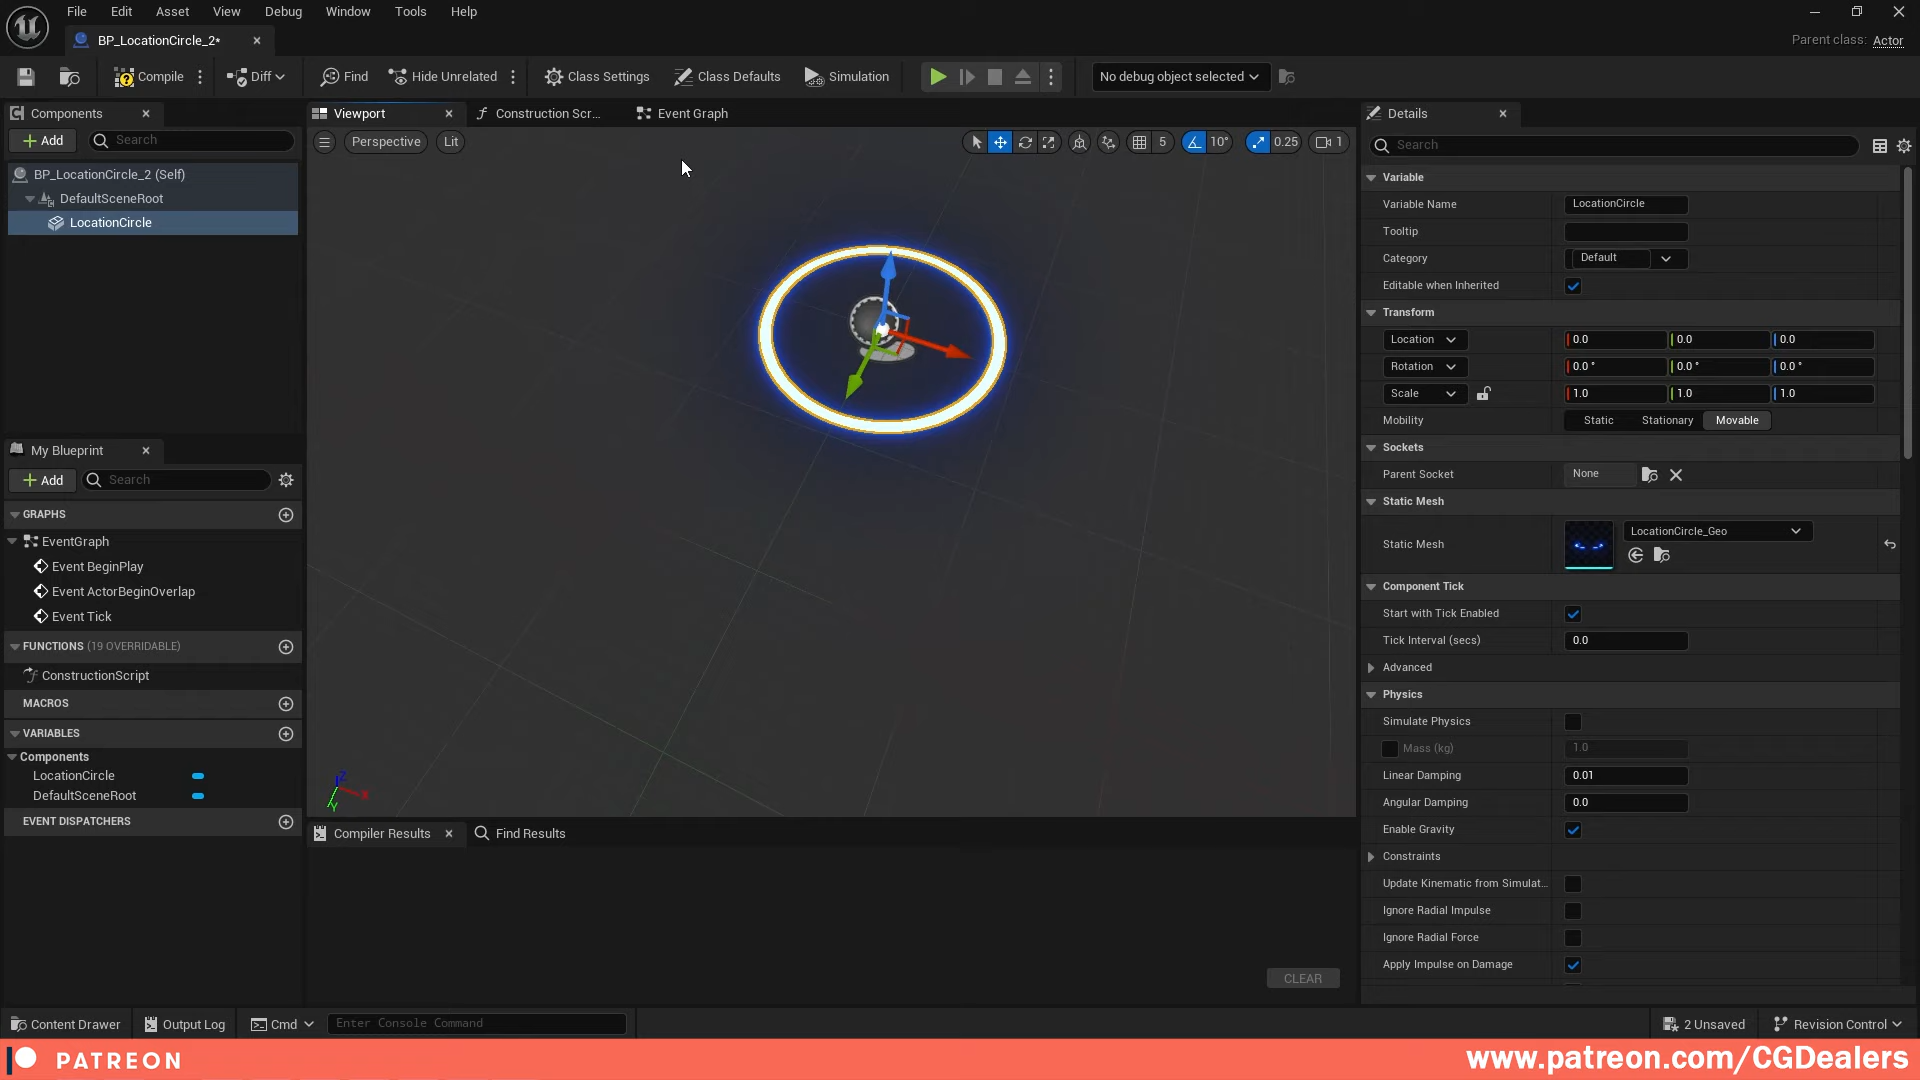 File Edit Asset View Debug Window Tools Help
BP_LocationCircle_2*
Parent class: Actor
Compile Diff Find Hide Unrelated Class Settings Class Defaults Simulation No debug object selected
Components
Add Search
BP_LocationCircle_2 (Self)
DefaultSceneRoot
LocationCircle
My Blueprint
Add Search
GRAPHS
EventGraph
Event BeginPlay
Event ActorBeginOverlap
Event Tick
FUNCTIONS (19 OVERRIDABLE)
ConstructionScript
MACROS
VARIABLES
Components
LocationCircle
DefaultSceneRoot
EVENT DISPATCHERS
Viewport Construction Scr... Event Graph
Perspective Lit 5 10° 0.25 1
Z
X
Y
Compiler Results Find Results
CLEAR
Details
Search
Variable
Variable Name LocationCircle
Tooltip
Category Default
Editable when Inherited
Transform
Location 0.0 0.0 0.0
Rotation 0.0 ° 0.0 ° 0.0 °
Scale 1.0 1.0 1.0
Mobility Static Stationary Movable
Sockets
Parent Socket None
Static Mesh
Static Mesh LocationCircle_Geo
Component Tick
Start with Tick Enabled
Tick Interval (secs) 0.0
Advanced
Physics
Simulate Physics
Mass (kg) 1.0
Linear Damping 0.01
Angular Damping 0.0
Enable Gravity
Constraints
Update Kinematic from Simulat...
Ignore Radial Impulse
Ignore Radial Force
Apply Impulse on Damage
Content Drawer Output Log Cmd Enter Console Command 2 Unsaved Revision Control
PATREON www.patreon.com/CGDealers